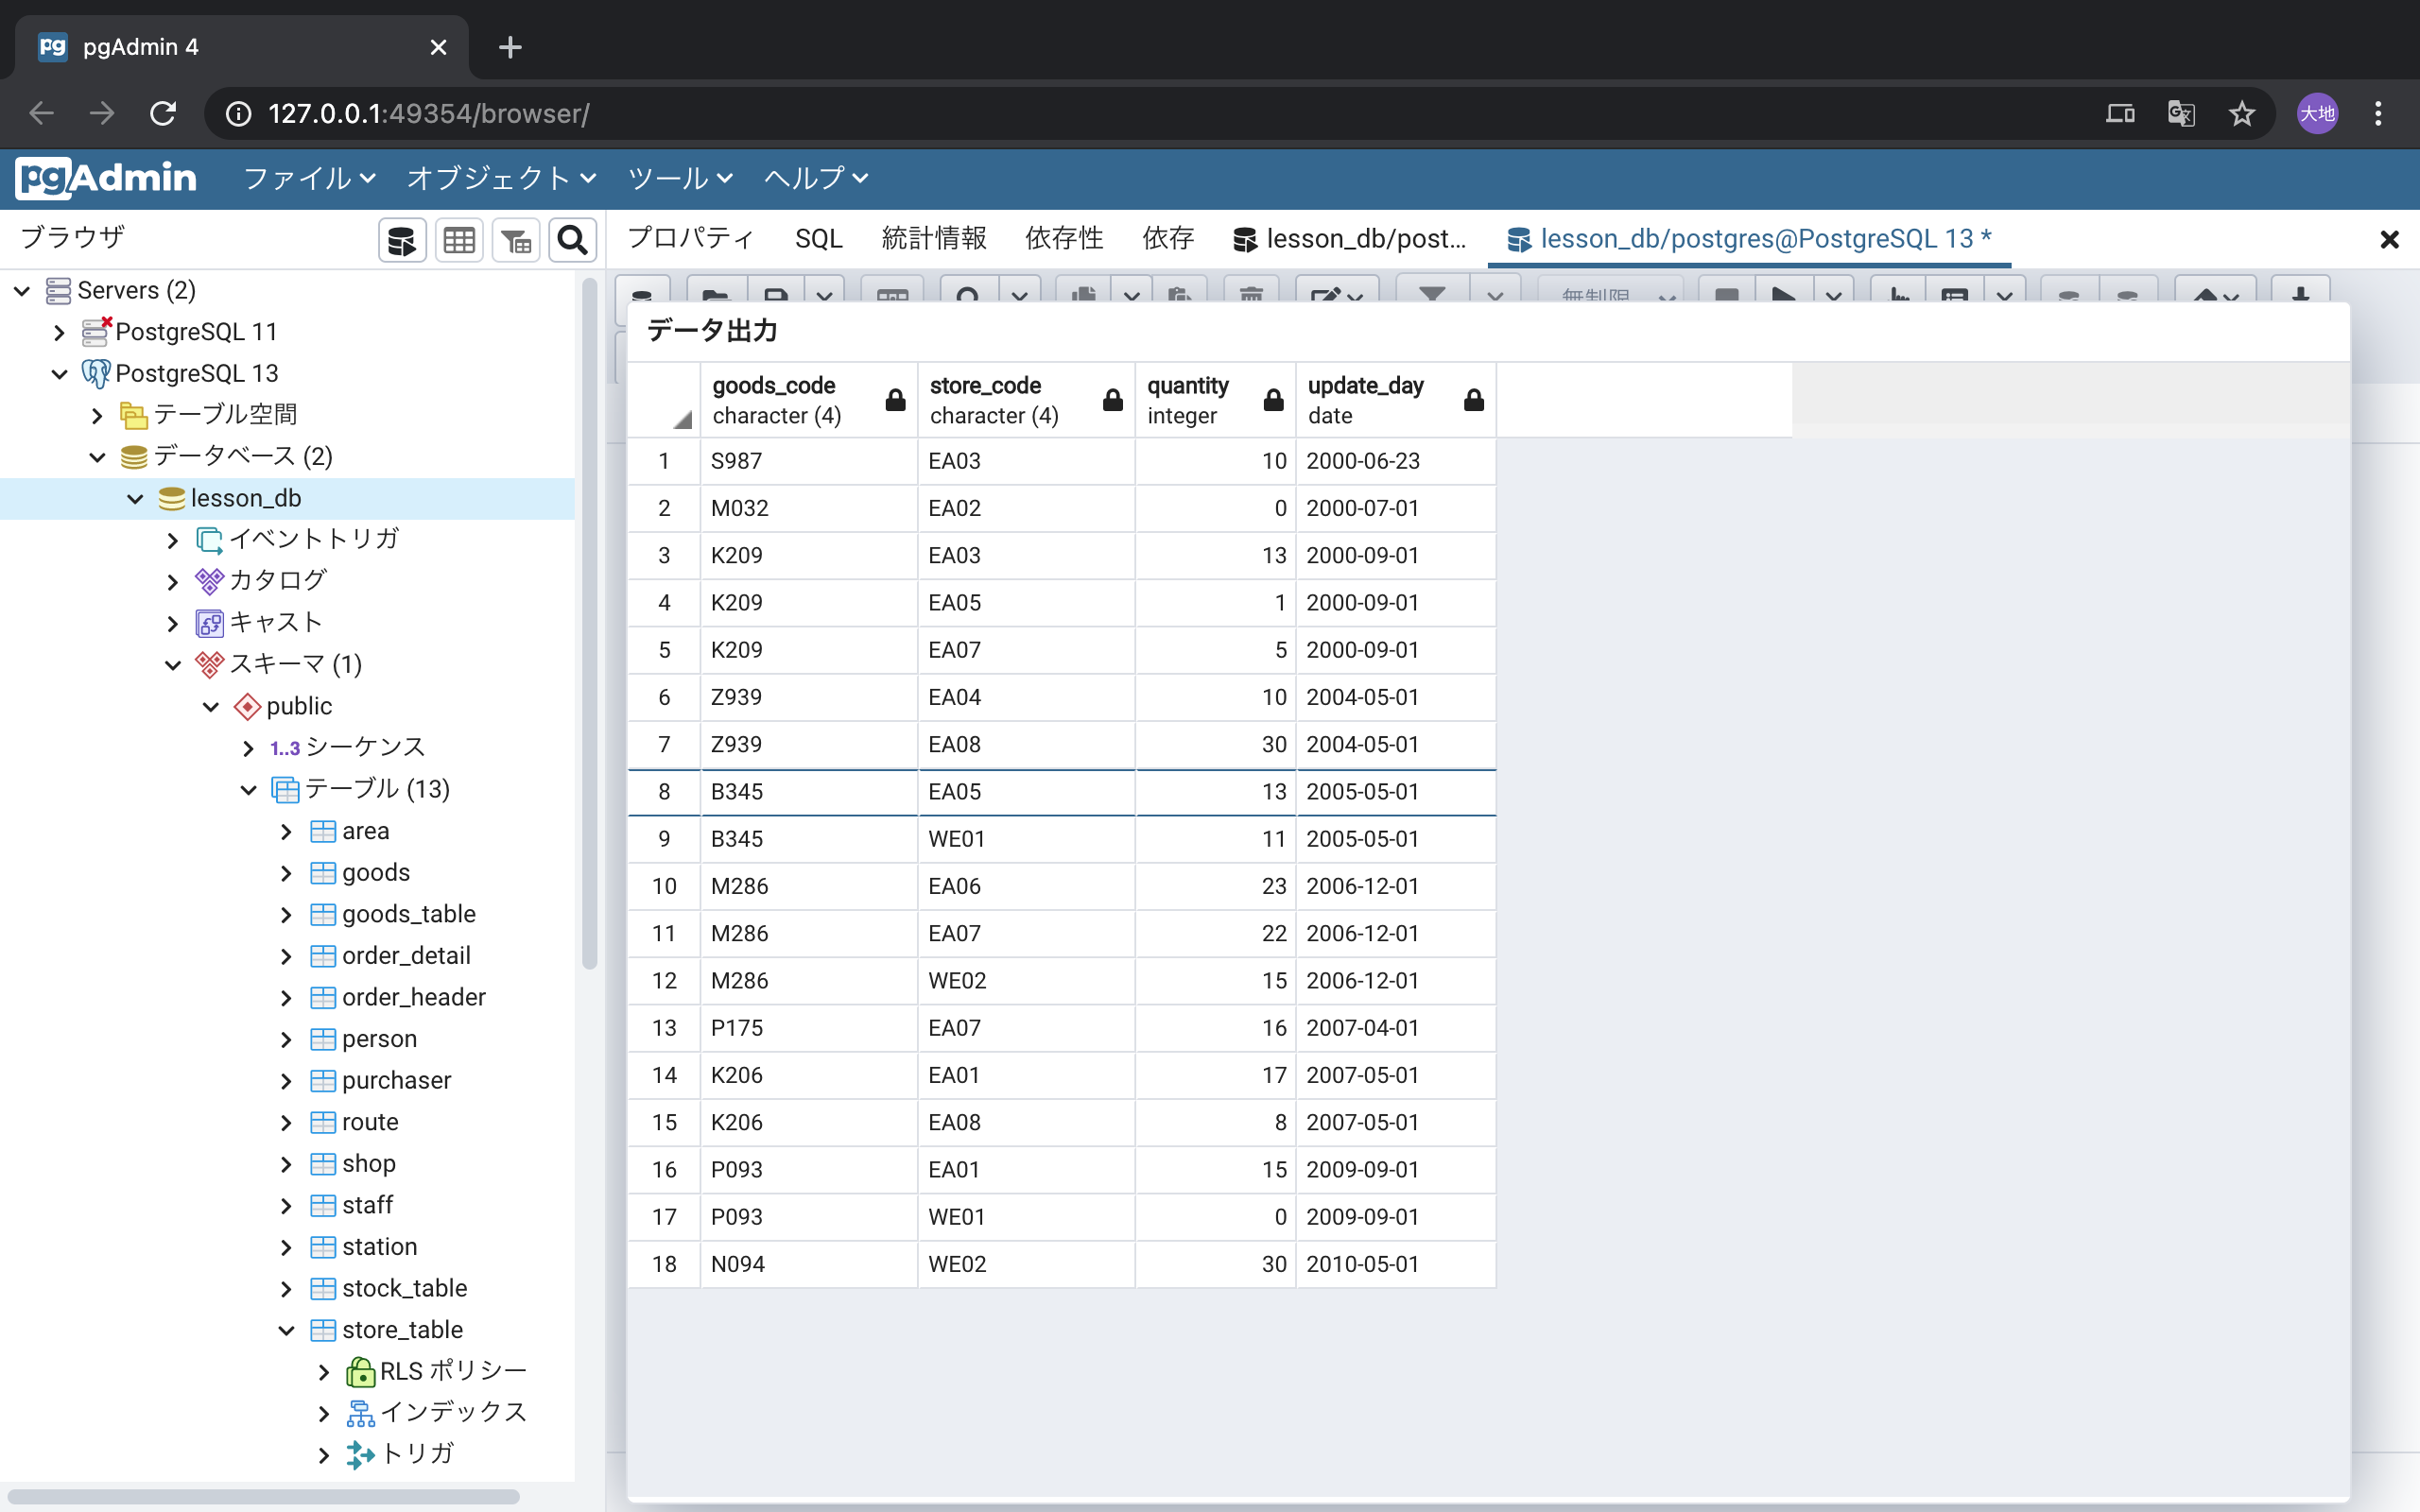 pgAdmin 4
127.0.0.1:49354/browser/
大地
pgAdmin ファイル オブジェクト ツール ヘルプ
ブラウザ
プロパティ SQL 統計情報 依存性 依存 lesson_db/post... lesson_db/postgres@PostgreSQL 13 *
Servers (2)
PostgreSQL 11
PostgreSQL 13
テーブル空間
データベース (2)
lesson_db
イベントトリガ
カタログ
キャスト
スキーマ (1)
public
1..3 シーケンス
テーブル (13)
area
goods
goods_table
order_detail
order_header
person
purchaser
route
shop
staff
station
stock_table
store_table
RLS ポリシー
インデックス
トリガ
無制限
データ出力
goods_code store_code quantity update_day
character (4) character (4) integer date
1 S987 EA03 10 2000-06-23
2 M032 EA02 0 2000-07-01
3 K209 EA03 13 2000-09-01
4 K209 EA05 1 2000-09-01
5 K209 EA07 5 2000-09-01
6 Z939 EA04 10 2004-05-01
7 Z939 EA08 30 2004-05-01
8 B345 EA05 13 2005-05-01
9 B345 WE01 11 2005-05-01
10 M286 EA06 23 2006-12-01
11 M286 EA07 22 2006-12-01
12 M286 WE02 15 2006-12-01
13 P175 EA07 16 2007-04-01
14 K206 EA01 17 2007-05-01
15 K206 EA08 8 2007-05-01
16 P093 EA01 15 2009-09-01
17 P093 WE01 0 2009-09-01
18 N094 WE02 30 2010-05-01